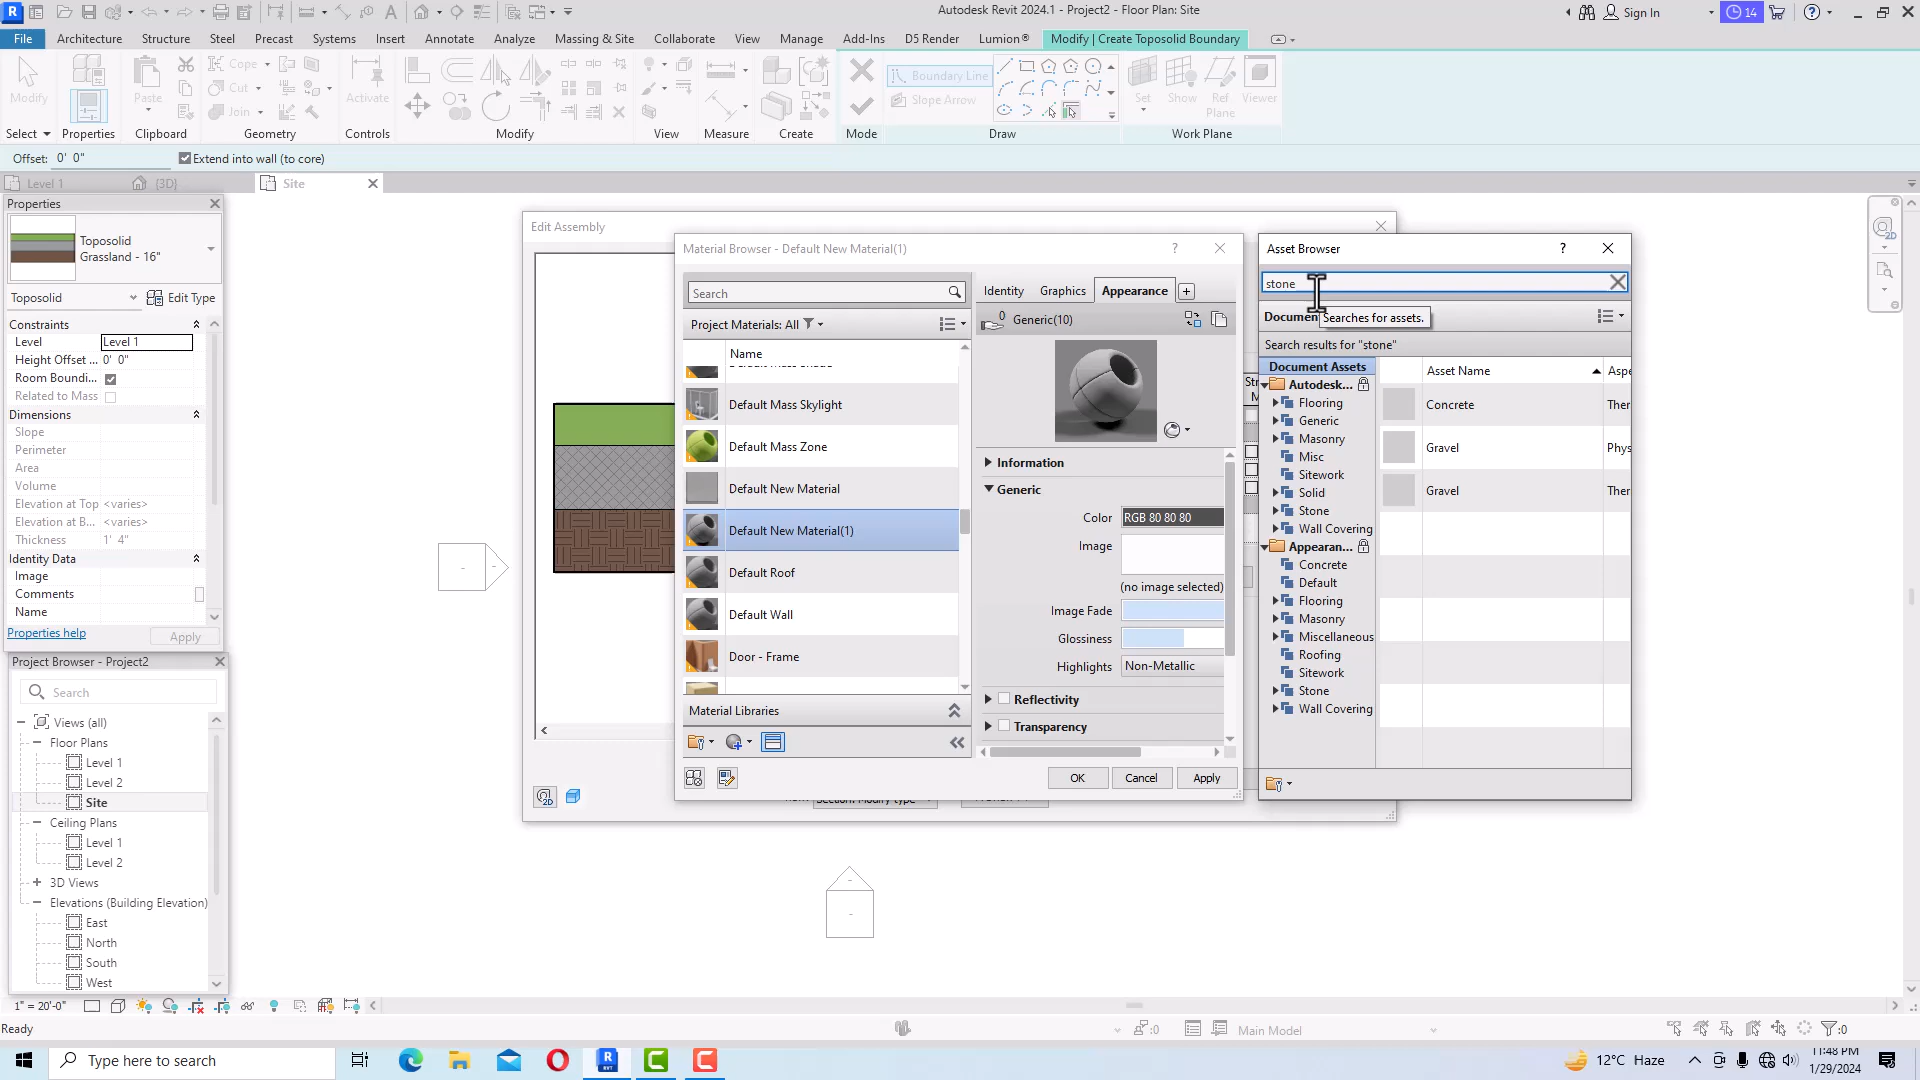 Autodesk Revit 2024.1 - Project2 - Floor Plan: Site
Sign In
14
File Architecture Structure Steel Precast Systems Insert Annotate Analyze Massing & Site Collaborate View Manage Add-Ins D5 Render Lumion® Modify | Create Toposolid Boundary
Modify
Paste
Cope
Cut
Join
Activate
Boundary Line
Slope Arrow
Set
Show
Ref Plane
Viewer
Select Properties Clipboard Geometry Controls Modify View Measure Create Mode Draw Work Plane
Offset: 0' 0" Extend into wall (to core)
Level 1 {3D} Site
Properties
Toposolid
Grassland - 16"
Toposolid Edit Type
Constraints
Level Level 1
Height Offset ... 0' 0"
Room Boundi...
Related to Mass
Dimensions
Slope
Perimeter
Area
Volume
Elevation at Top <varies>
Elevation at B... <varies>
Thickness 1' 4"
Identity Data
Image
Comments
Name
Properties help Apply
Project Browser - Project2
Search
Views (all)
Floor Plans
Level 1
Level 2
Site
Ceiling Plans
Level 1
Level 2
3D Views
Elevations (Building Elevation)
East
North
South
West
Edit Assembly
Material Browser - Default New Material(1)
Search
Project Materials: All
Name
Default Mass Skylight
Default Mass Zone
Default New Material
Default New Material(1)
Default Roof
Default Wall
Door - Frame
Material Libraries
Identity Graphics Appearance
0 Generic(10)
Information
Generic
Color RGB 80 80 80
Image
(no image selected)
Image Fade
Glossiness
Highlights Non-Metallic
Reflectivity
Transparency
OK Cancel Apply
Asset Browser
stone
Searches for assets.
Search results for "stone"
Document Assets
Autodesk...
Flooring
Generic
Masonry
Misc
Sitework
Solid
Stone
Wall Covering
Appearan...
Concrete
Default
Flooring
Masonry
Miscellaneous
Roofing
Sitework
Stone
Wall Covering
Asset Name Aspe
Concrete Ther
Gravel Phys
Gravel Ther
1" = 20'-0"
Ready
:0
Main Model
:0
Type here to search
12°C Haze
11:48 PM
1/29/2024